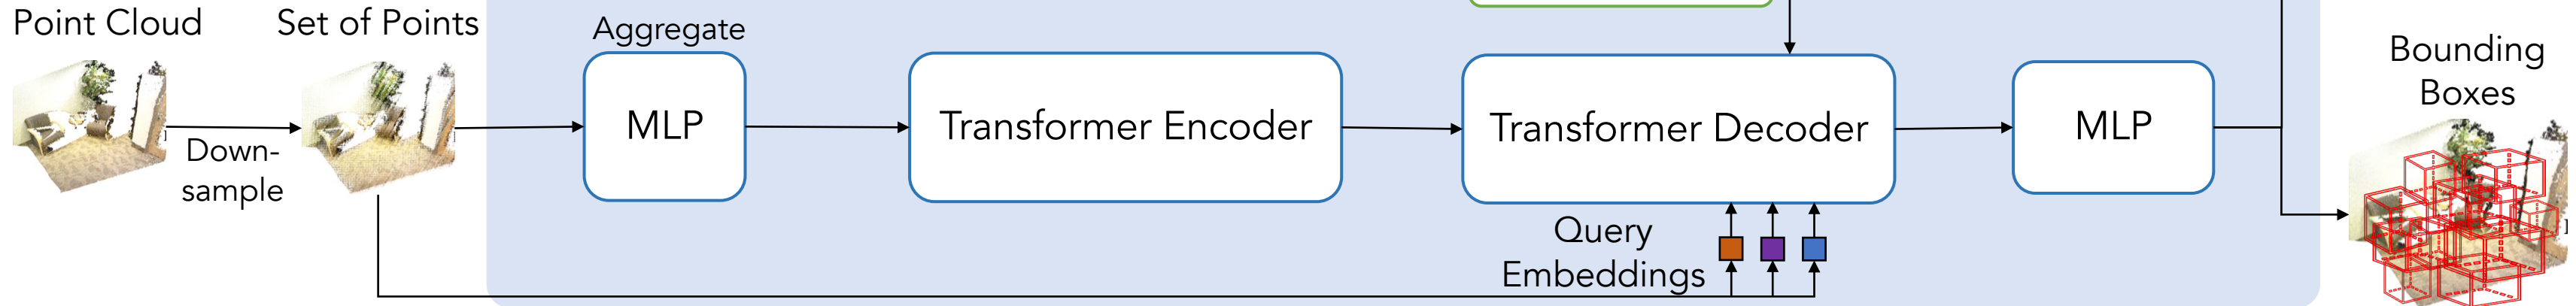 Point Cloud
Set of Points
Aggregate
Down-
sample
MLP
Transformer Encoder
Transformer Decoder
MLP
Query
Embeddings
Bounding
Boxes